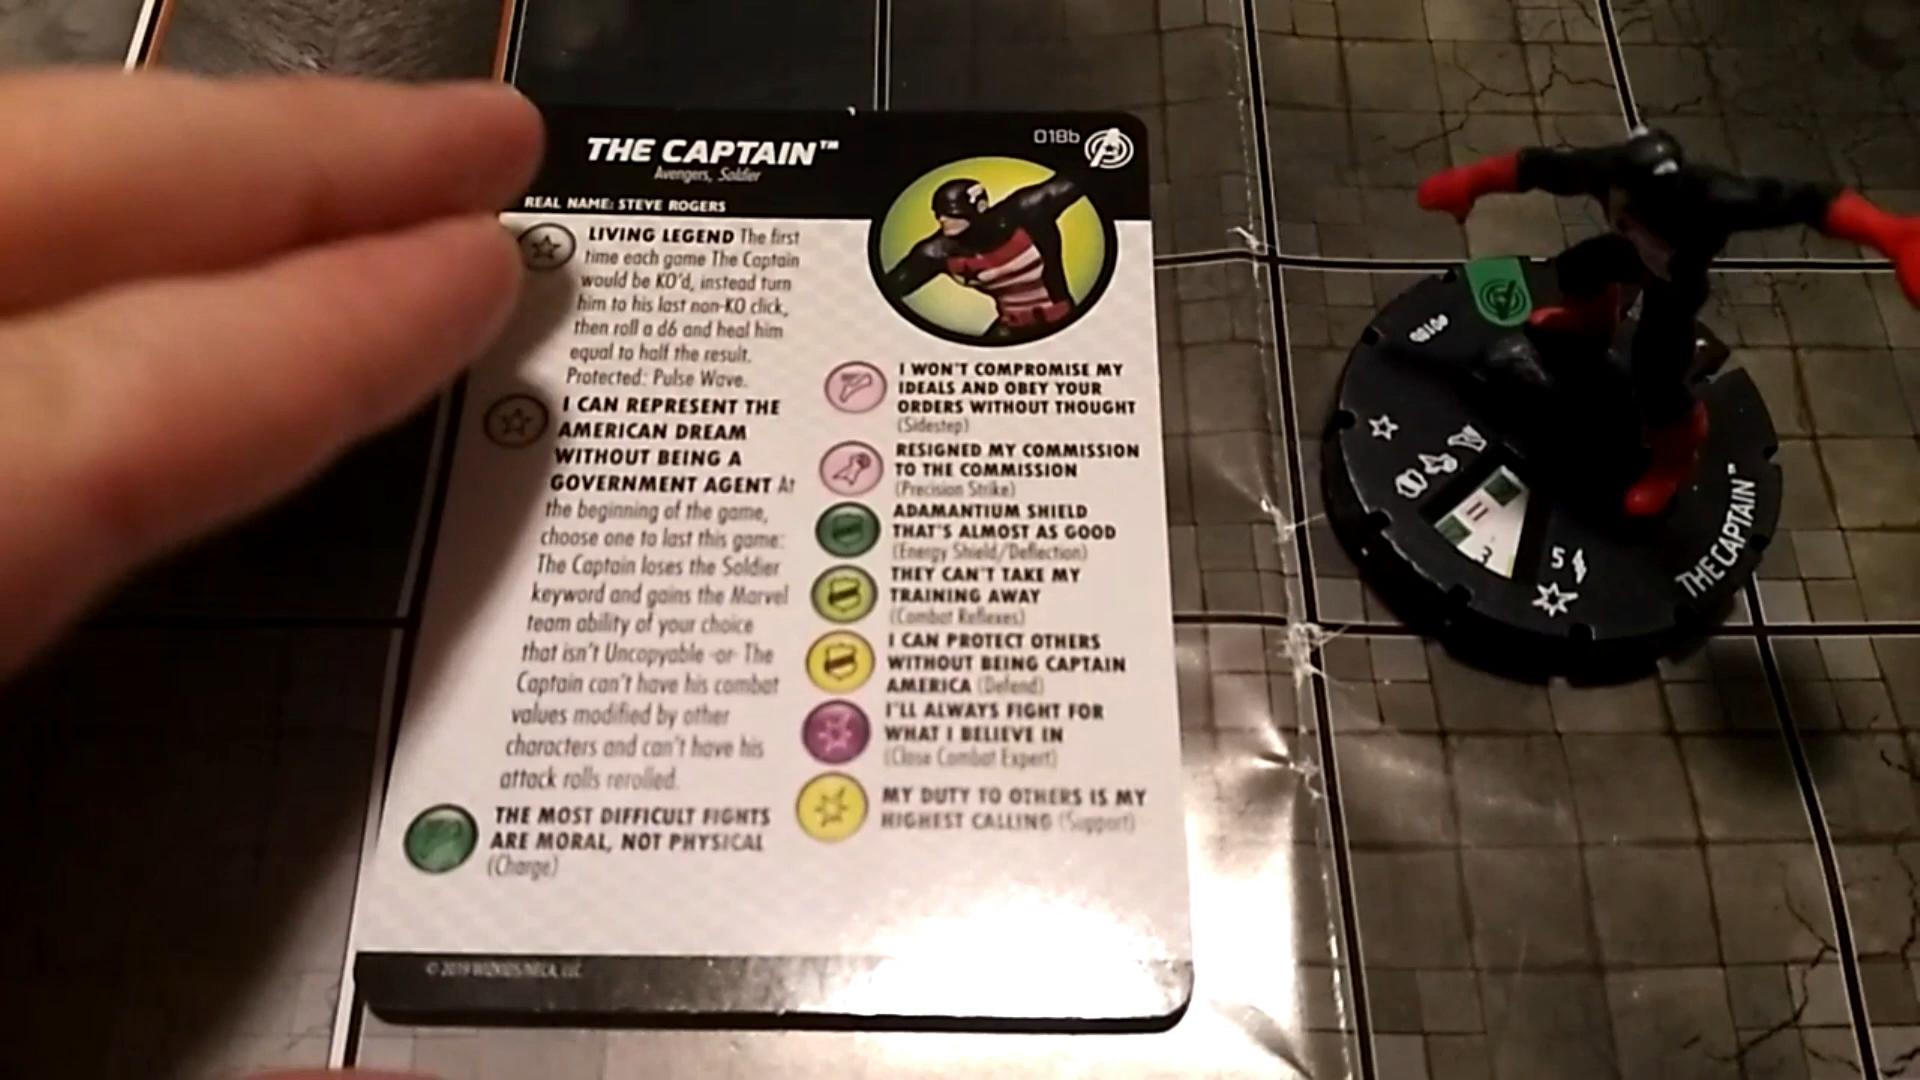 THE CAPTAIN™
Avengers, Soldier
REAL NAME: STEVE ROGERS
018b
LIVING LEGEND The first
time each game The Captain
would be KO'd, instead turn
him to his last non-KO click,
then roll a d6 and heal him
equal to half the result.
Protected: Pulse Wave.
I CAN REPRESENT THE
AMERICAN DREAM
WITHOUT BEING A
GOVERNMENT AGENT At
the beginning of the game,
choose one to last this game:
The Captain loses the Soldier
keyword and gains the Marvel
team ability of your choice
that isn't Uncopyable -or- The
Captain can't have his combat
values modified by other
characters and can't have his
attack rolls rerolled.
THE MOST DIFFICULT FIGHTS
ARE MORAL, NOT PHYSICAL
(Charge)
I WON'T COMPROMISE MY
IDEALS AND OBEY YOUR
ORDERS WITHOUT THOUGHT
(Sidestep)
RESIGNED MY COMMISSION
TO THE COMMISSION
(Precision Strike)
ADAMANTIUM SHIELD
THAT'S ALMOST AS GOOD
(Energy Shield/Deflection)
THEY CAN'T TAKE MY
TRAINING AWAY
(Combat Reflexes)
I CAN PROTECT OTHERS
WITHOUT BEING CAPTAIN
AMERICA (Defend)
I'LL ALWAYS FIGHT FOR
WHAT I BELIEVE IN
(Close Combat Expert)
MY DUTY TO OTHERS IS MY
HIGHEST CALLING (Support)
© 2019 WIZKIDS/NECA, LLC.
11
3
5
THE CAPTAIN™